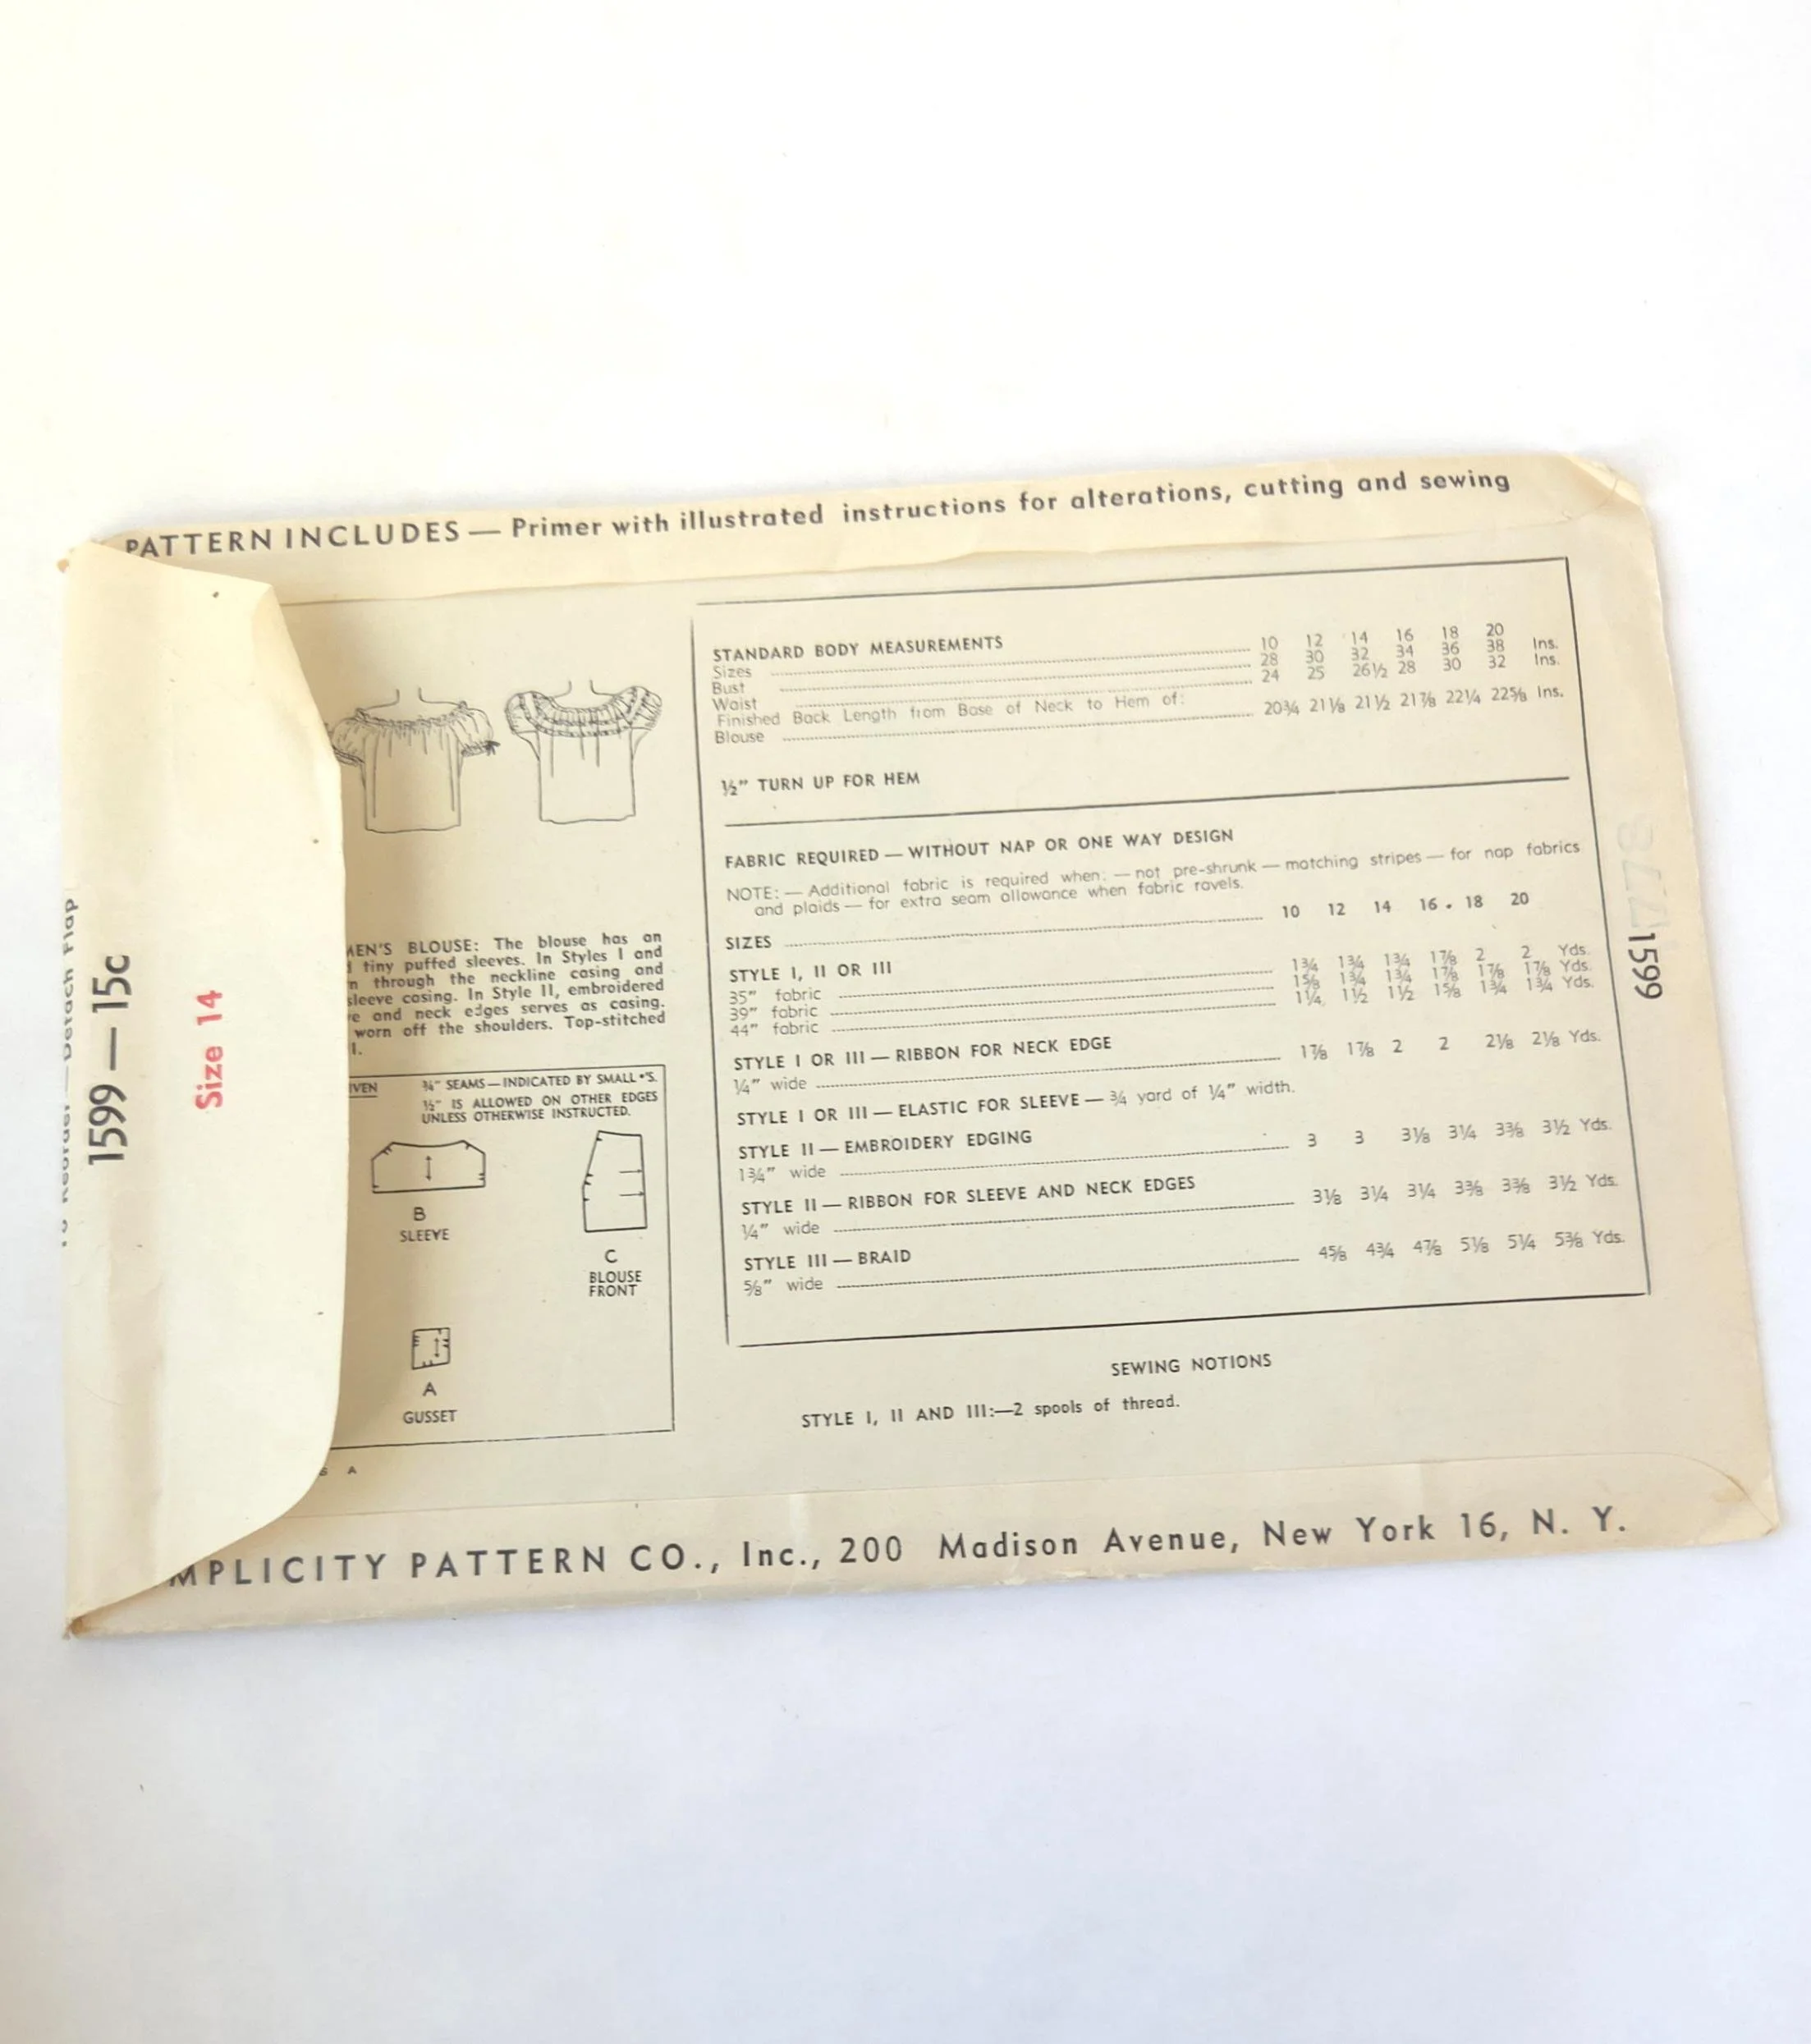 PATTERN INCLUDES — Primer with illustrated instructions for alterations, cutting and sewing
1599 — 15c
Size 14
MEN'S BLOUSE: The blouse has an
tiny puffed sleeves. In Styles I and
through the neckline casing and
sleeve casing. In Style II, embroidered
and neck edges serves as casing.
worn off the shoulders. Top-stitched
I.
¾" SEAMS—INDICATED BY SMALL •'S.
½" IS ALLOWED ON OTHER EDGES
UNLESS OTHERWISE INSTRUCTED.
B
SLEEVE
C
BLOUSE
FRONT
A
GUSSET
S A
STANDARD BODY MEASUREMENTS
Sizes 10 12 14 16 18 20
Bust 28 30 32 34 36 38 Ins.
Waist 24 25 26½ 28 30 32 Ins.
Finished Back Length from Base of Neck to Hem of:
Blouse 20¾ 21⅛ 21½ 21⅞ 22¼ 22⅝ Ins.
½" TURN UP FOR HEM
FABRIC REQUIRED — WITHOUT NAP OR ONE WAY DESIGN
NOTE: — Additional fabric is required when: — not pre-shrunk — matching stripes — for nap fabrics
and plaids — for extra seam allowance when fabric ravels.
SIZES 10 12 14 16 . 18 20
STYLE I, II OR III
35" fabric 1¾ 1¾ 1¾ 1⅞ 2 2 Yds.
39" fabric 1⅝ 1¾ 1¾ 1⅞ 1⅞ 1⅞ Yds.
44" fabric 1¼ 1½ 1½ 1⅝ 1¾ 1¾ Yds.
STYLE I OR III — RIBBON FOR NECK EDGE
¼" wide 1⅞ 1⅞ 2 2 2⅛ 2⅛ Yds.
STYLE I OR III — ELASTIC FOR SLEEVE — ¾ yard of ¼" width.
STYLE II — EMBROIDERY EDGING
1¾" wide 3 3 3⅛ 3¼ 3⅜ 3½ Yds.
STYLE II — RIBBON FOR SLEEVE AND NECK EDGES
¼" wide 3⅛ 3¼ 3¼ 3⅜ 3⅜ 3½ Yds.
STYLE III — BRAID
⅝" wide 4⅝ 4¾ 4⅞ 5⅛ 5¼ 5⅜ Yds.
SEWING NOTIONS
STYLE I, II AND III:—2 spools of thread.
1599
MPLICITY PATTERN CO., Inc., 200 Madison Avenue, New York 16, N. Y.